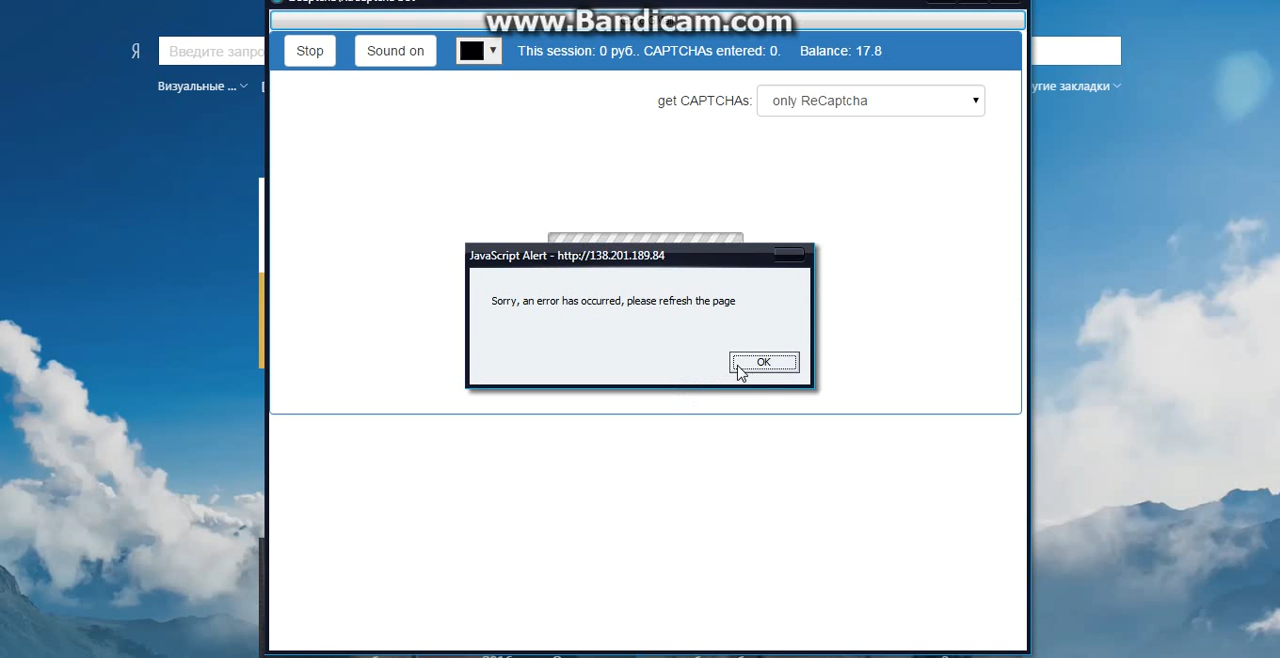 www.Bandicam.com
Я Введите запро
Stop Sound on This session: 0 руб.. CAPTCHAs entered: 0. Balance: 17.8
Визуальные ... угие закладки
get CAPTCHAs: only ReCaptcha
JavaScript Alert - http://138.201.189.84
Sorry, an error has occurred, please refresh the page
OK